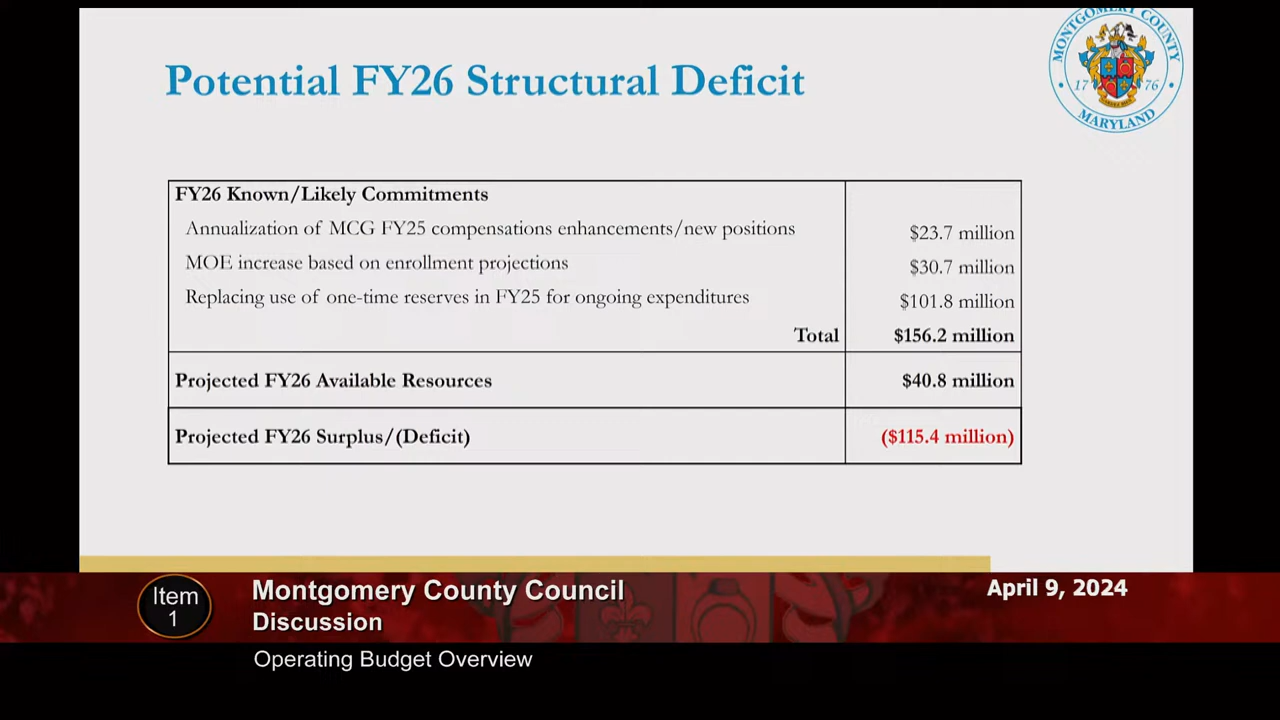 Potential FY26 Structural Deficit
MONTGOMERY COUNTY
17 76
MARYLAND
FY26 Known/Likely Commitments
Annualization of MCG FY25 compensations enhancements/new positions $23.7 million
MOE increase based on enrollment projections $30.7 million
Replacing use of one-time reserves in FY25 for ongoing expenditures $101.8 million
Total $156.2 million
Projected FY26 Available Resources $40.8 million
Projected FY26 Surplus/(Deficit) ($115.4 million)
Item
1
Montgomery County Council
Discussion
April 9, 2024
Operating Budget Overview